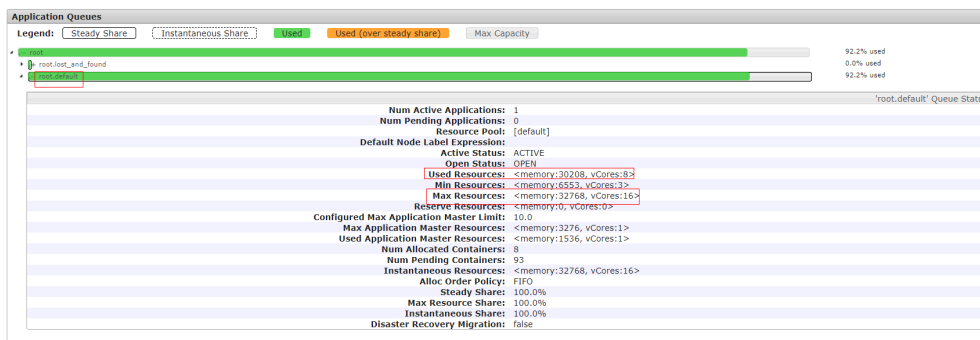 Application Queues
Legend: Steady Share Instantaneous Share Used Used (over steady share) Max Capacity
root 92.2% used
root.lost_and_found 0.0% used
root.default 92.2% used
'root.default' Queue Stat
Num Active Applications: 1
Num Pending Applications: 0
Resource Pool: [default]
Default Node Label Expression:
Active Status: ACTIVE
Open Status: OPEN
Used Resources: <memory:30208, vCores:8>
Min Resources: <memory:6553, vCores:3>
Max Resources: <memory:32768, vCores:16>
Reserve Resources: <memory:0, vCores:0>
Configured Max Application Master Limit: 10.0
Max Application Master Resources: <memory:3276, vCores:1>
Used Application Master Resources: <memory:1536, vCores:1>
Num Allocated Containers: 8
Num Pending Containers: 93
Instantaneous Resources: <memory:32768, vCores:16>
Alloc Order Policy: FIFO
Steady Share: 100.0%
Max Resource Share: 100.0%
Instantaneous Share: 100.0%
Disaster Recovery Migration: false